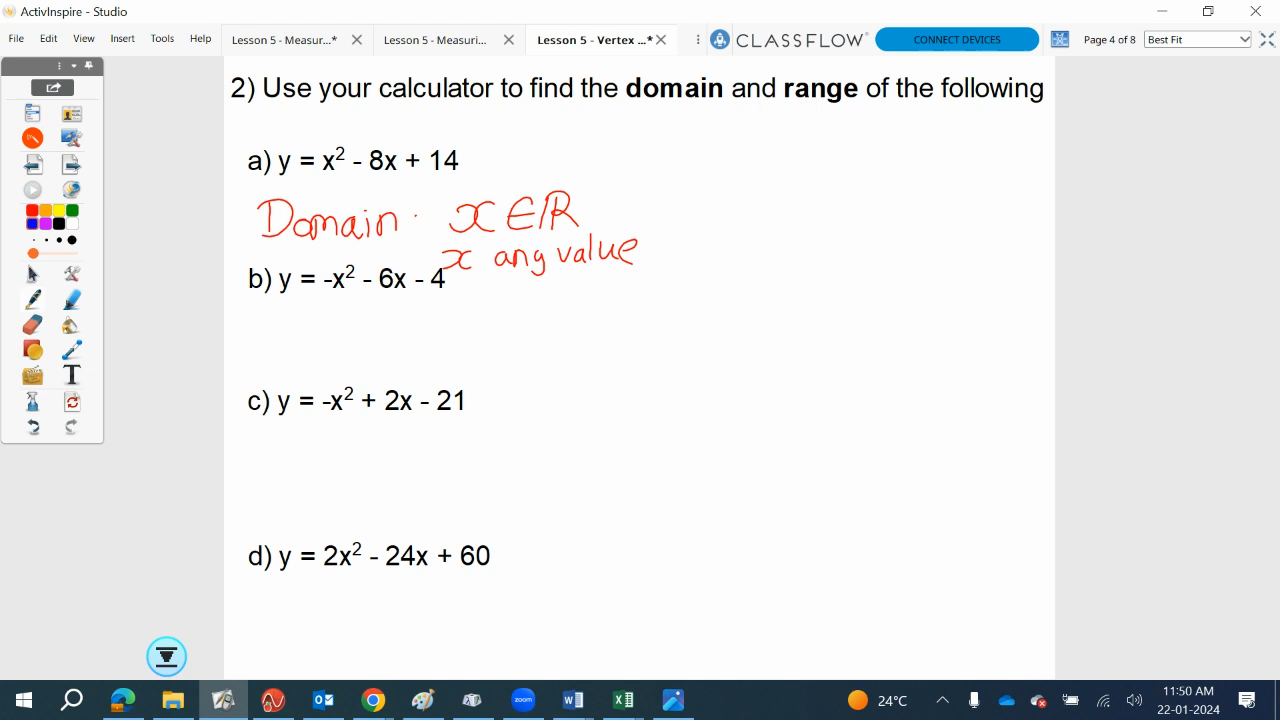 ActivInspire - Studio
File Edit View Insert Tools Help
Lesson 5 - Measur...*
Lesson 5 - Measuri...
Lesson 5 - Vertex ...*
CLASSFLOW
CONNECT DEVICES
Page 4 of 8
Best Fit
2) Use your calculator to find the domain and range of the following
a) y = x² - 8x + 14
Domain : x ∈ ℝ
x any value
b) y = -x² - 6x - 4
c) y = -x² + 2x - 21
d) y = 2x² - 24x + 60
24°C
11:50 AM
22-01-2024